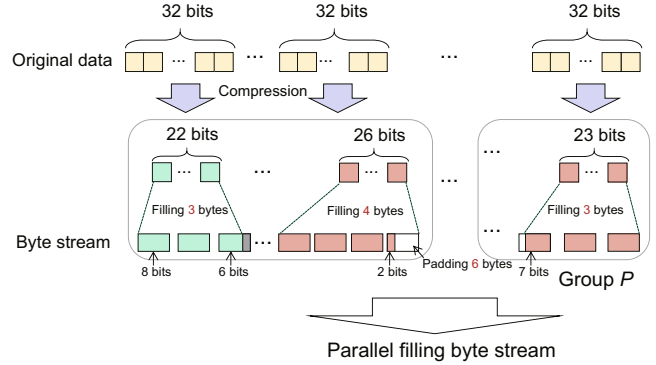 32 bits 32 bits 32 bits
Original data ... ... ... ... ... ...
Compression
22 bits 26 bits 23 bits
... ... ... ... ... ...
Filling 3 bytes Filling 4 bytes Filling 3 bytes
Byte stream ... ...
8 bits 6 bits 2 bits Padding 6 bytes 7 bits
Group P
Parallel filling byte stream